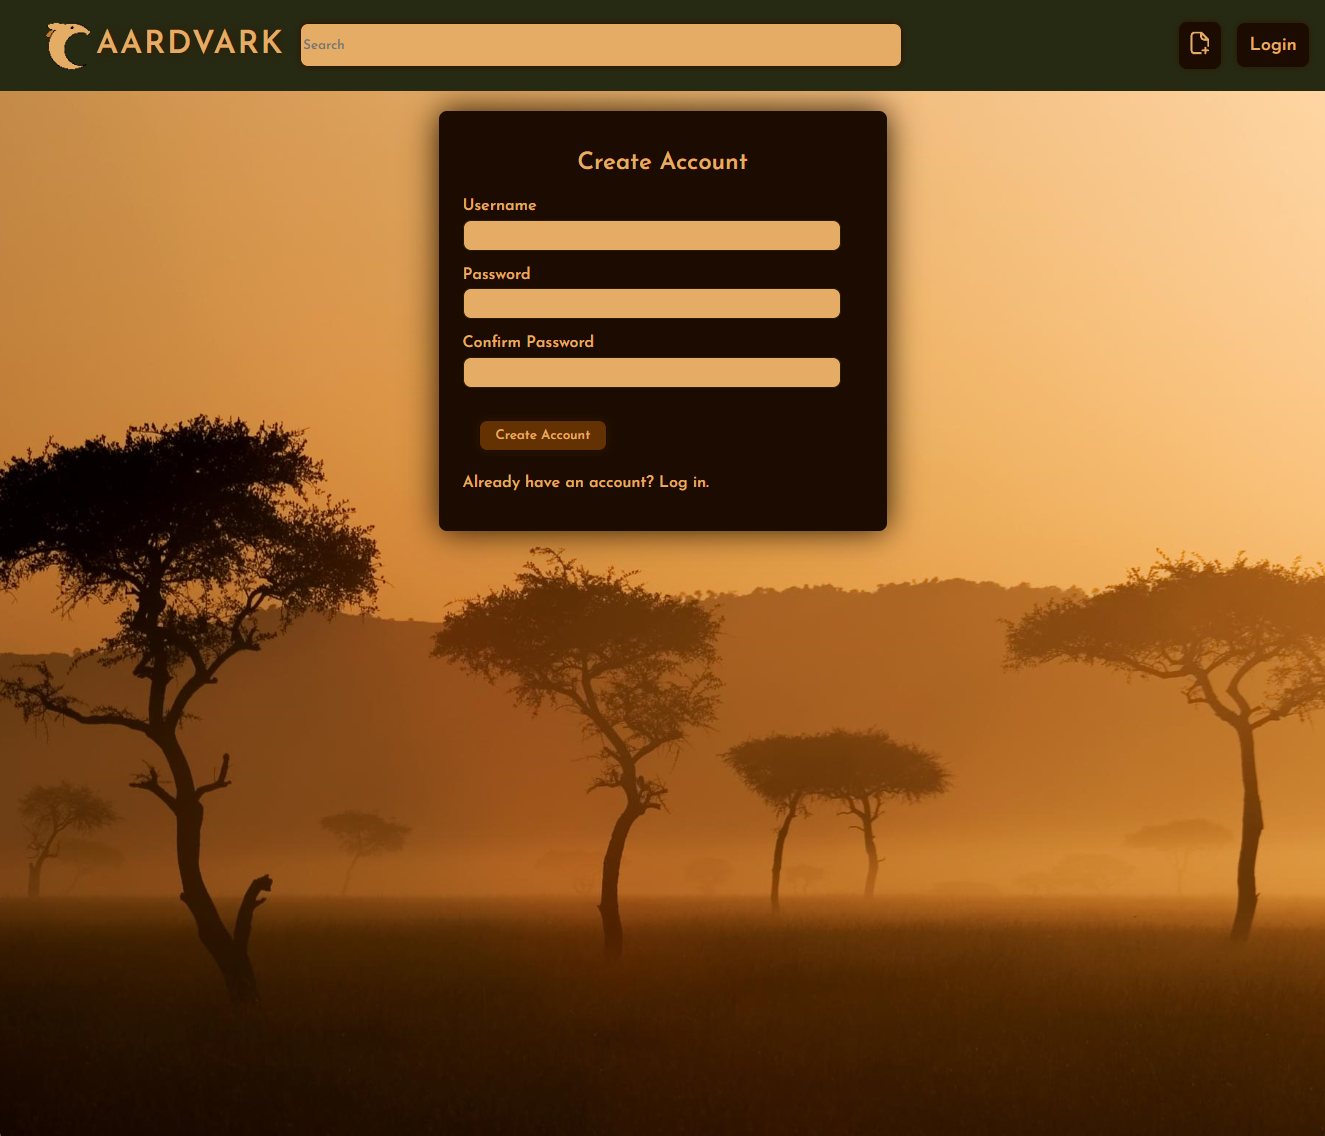 AARDVARK
Search
Login
Create Account
Username
Password
Confirm Password
Create Account
Already have an account? Log in.